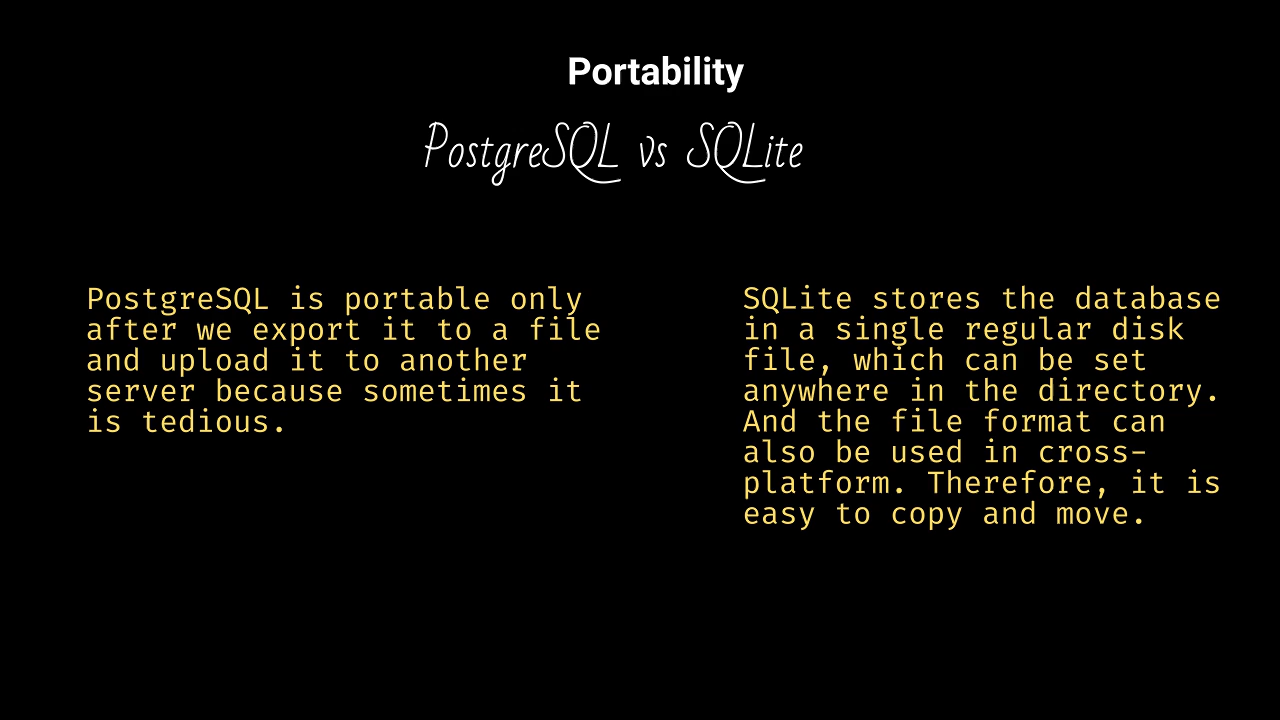 Portability
PostgreSQL vs SQLite
PostgreSQL is portable only
after we export it to a file
and upload it to another
server because sometimes it
is tedious.
SQLite stores the database
in a single regular disk
file, which can be set
anywhere in the directory.
And the file format can
also be used in cross-
platform. Therefore, it is
easy to copy and move.